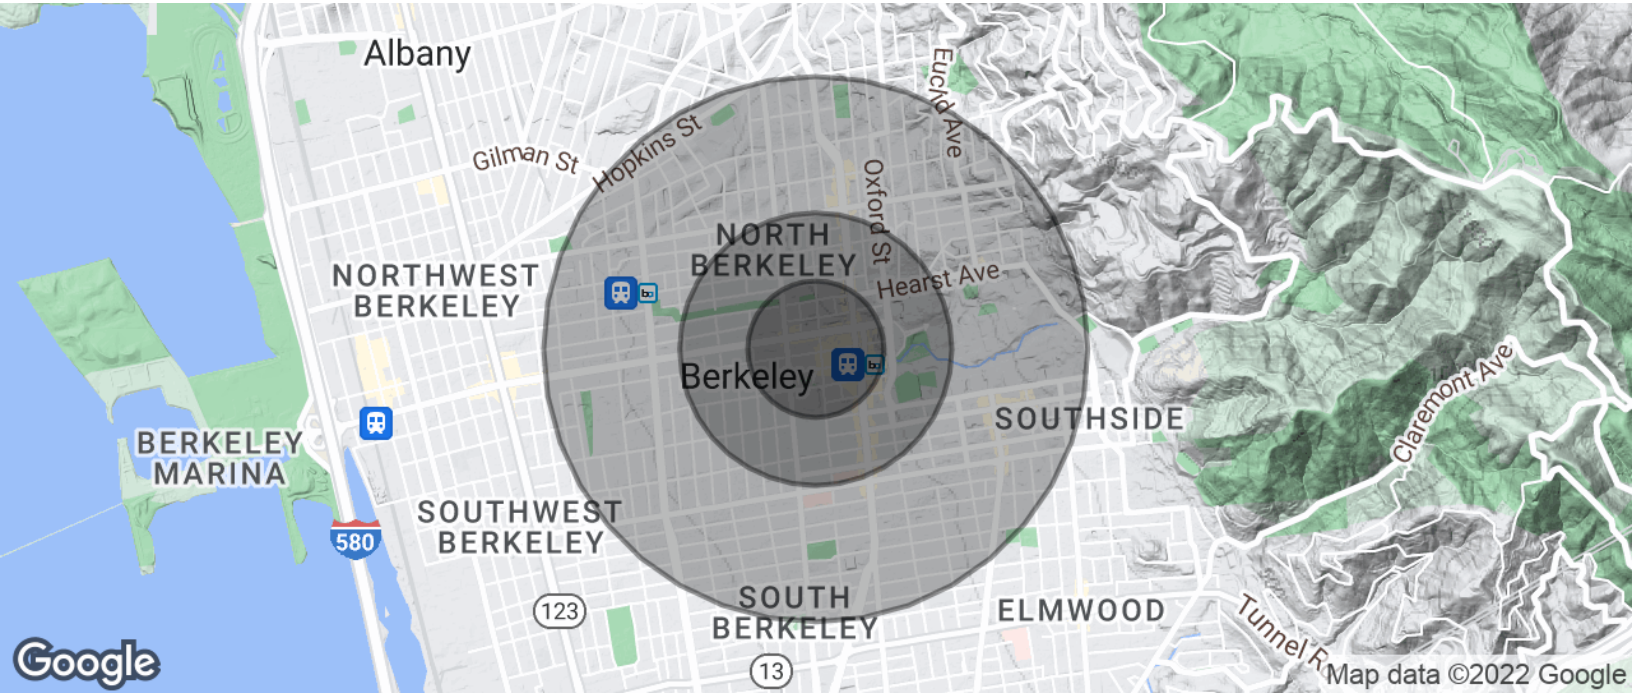 Albany
Euclid Ave
Hopkins St
Gilman St
Oxford St
NORTH
BERKELEY
Hearst Ave
NORTHWEST
BERKELEY
Berkeley
Claremont Ave
SOUTHSIDE
BERKELEY
MARINA
SOUTHWEST
BERKELEY
580
SOUTH
BERKELEY
ELMWOOD
123
Tunnel R
13
Google
Map data ©2022 Google